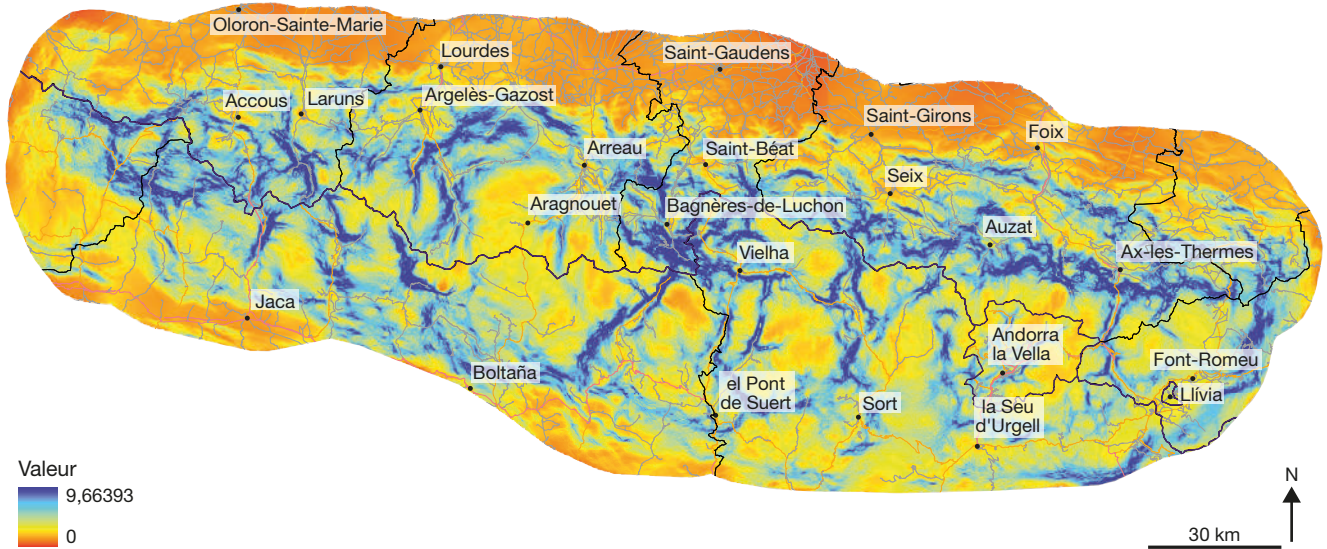 Oloron-Sainte-Marie
Lourdes
Saint-Gaudens
Accous
Laruns
Argelès-Gazost
Saint-Girons
Foix
Arreau
Saint-Béat
Seix
Aragnouet
Bagnères-de-Luchon
Auzat
Vielha
Ax-les-Thermes
Jaca
Andorra
la Vella
Font-Romeu
Boltaña
el Pont
de Suert
Sort
Llívia
la Seu
d'Urgell
Valeur
9,66393
0
N
30 km